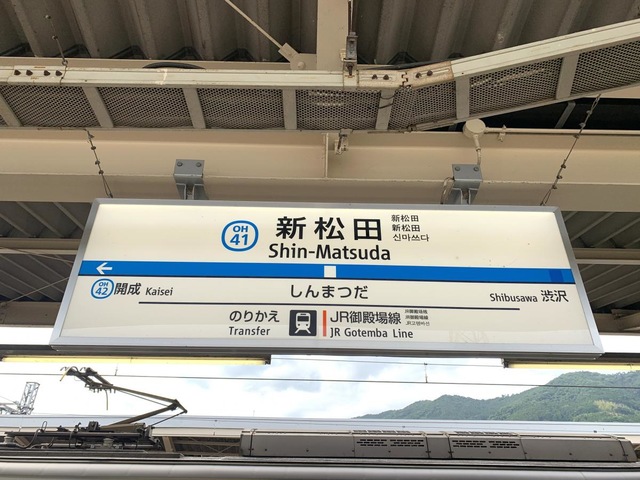 OH
41
新松田
Shin-Matsuda
新松田
新松田
신마쓰다
←
OH
42
開成 Kaisei
しんまつだ
Shibusawa 渋沢
のりかえ
Transfer
JR御殿場線
JR Gotemba Line